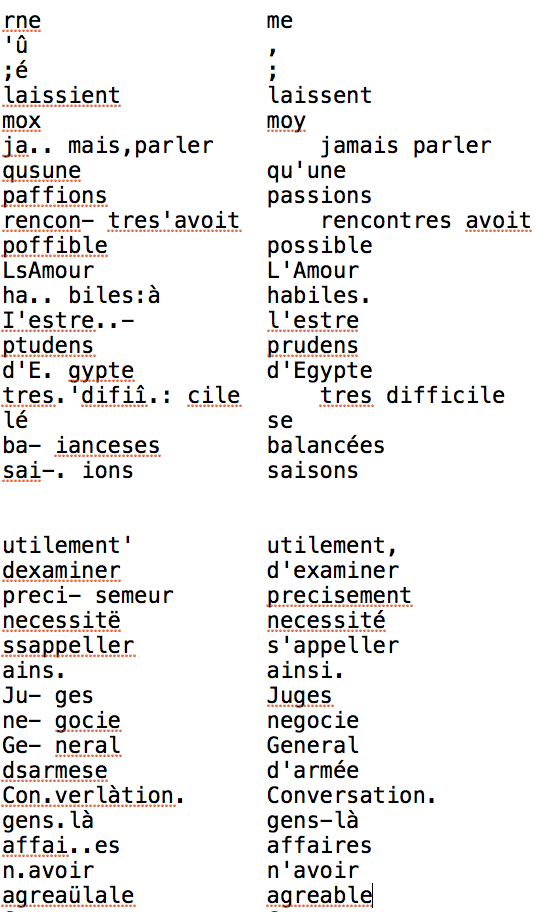 rne me
'û ,
;é ;
laissient laissent
mox moy
ja.. mais,parler jamais parler
qusune qu'une
paffions passions
rencon- tres'avoit rencontres avoit
poffible possible
LsAmour L'Amour
ha.. biles:à habiles.
I'estre..- l'estre
ptudens prudens
d'E. gypte d'Egypte
tres.'difiî.: cile tres difficile
lé se
ba- ianceses balancées
sai-. ions saisons
utilement' utilement,
dexaminer d'examiner
preci- semeur precisement
necessitë necessité
ssappeller s'appeller
ains. ainsi.
Ju- ges Juges
ne- gocie negocie
Ge- neral General
dsarmese d'armée
Con.verlàtion. Conversation.
gens.là gens-là
affai..es affaires
n.avoir n'avoir
agreaülale agreable